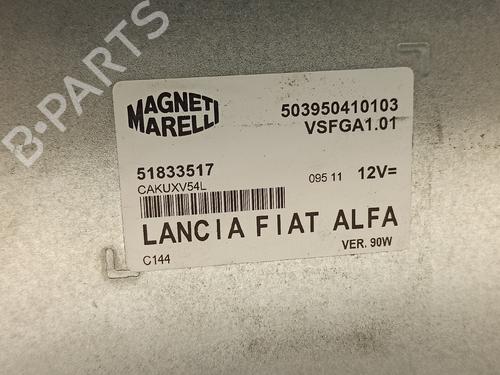 B-PARTS
MAGNETI
MARELLI
503950410103
VSFGA1.01
51833517
CAKUXV54L
095 11 12V=
LANCIA FIAT ALFA
C144
VER. 90W